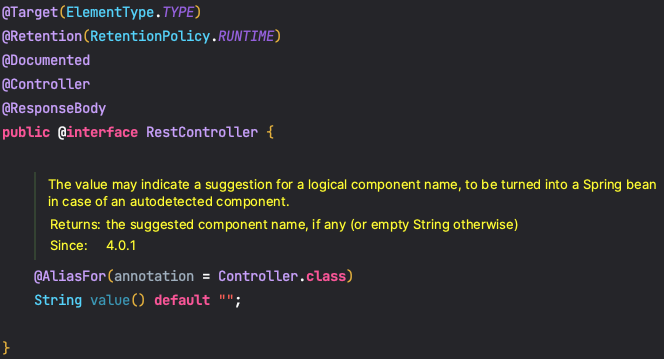 @Target(ElementType.TYPE)
@Retention(RetentionPolicy.RUNTIME)
@Documented
@Controller
@ResponseBody
public @interface RestController {
The value may indicate a suggestion for a logical component name, to be turned into a Spring bean
in case of an autodetected component.
Returns: the suggested component name, if any (or empty String otherwise)
Since: 4.0.1
@AliasFor(annotation = Controller.class)
String value() default "";
}